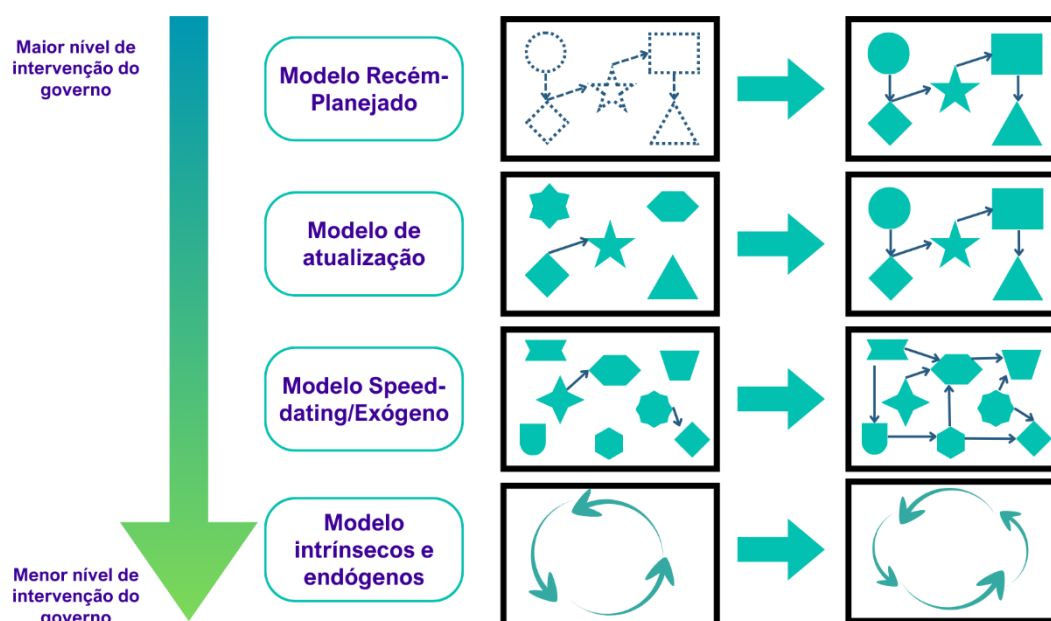 Maior nível de
intervenção do
governo
Modelo Recém-
Planejado
Modelo de
atualização
Modelo Speed-
dating/Exógeno
Modelo
intrínsecos e
endógenos
Menor nível de
intervenção do
governo